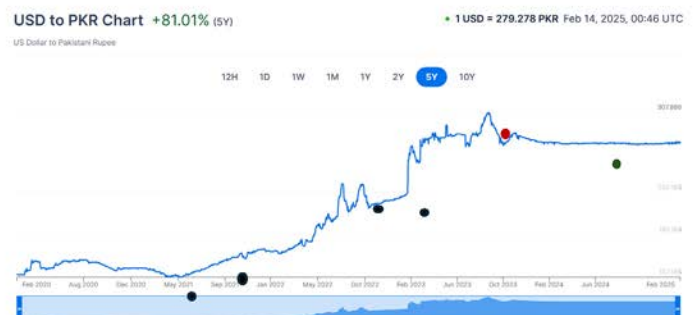 USD to PKR Chart +81.01% (5Y)
1 USD = 279.278 PKR Feb 14, 2025, 00:46 UTC
US Dollar to Pakistani Rupee
12H 1D 1W 1M 1Y 2Y 5Y 10Y
Feb 2020 Aug 2020 Dec 2020 May 2021 Jan 2022 May 2022 Oct 2022 Feb 2023 Jun 2023 Oct 2023 Feb 2024 Jun 2024 Feb 2025